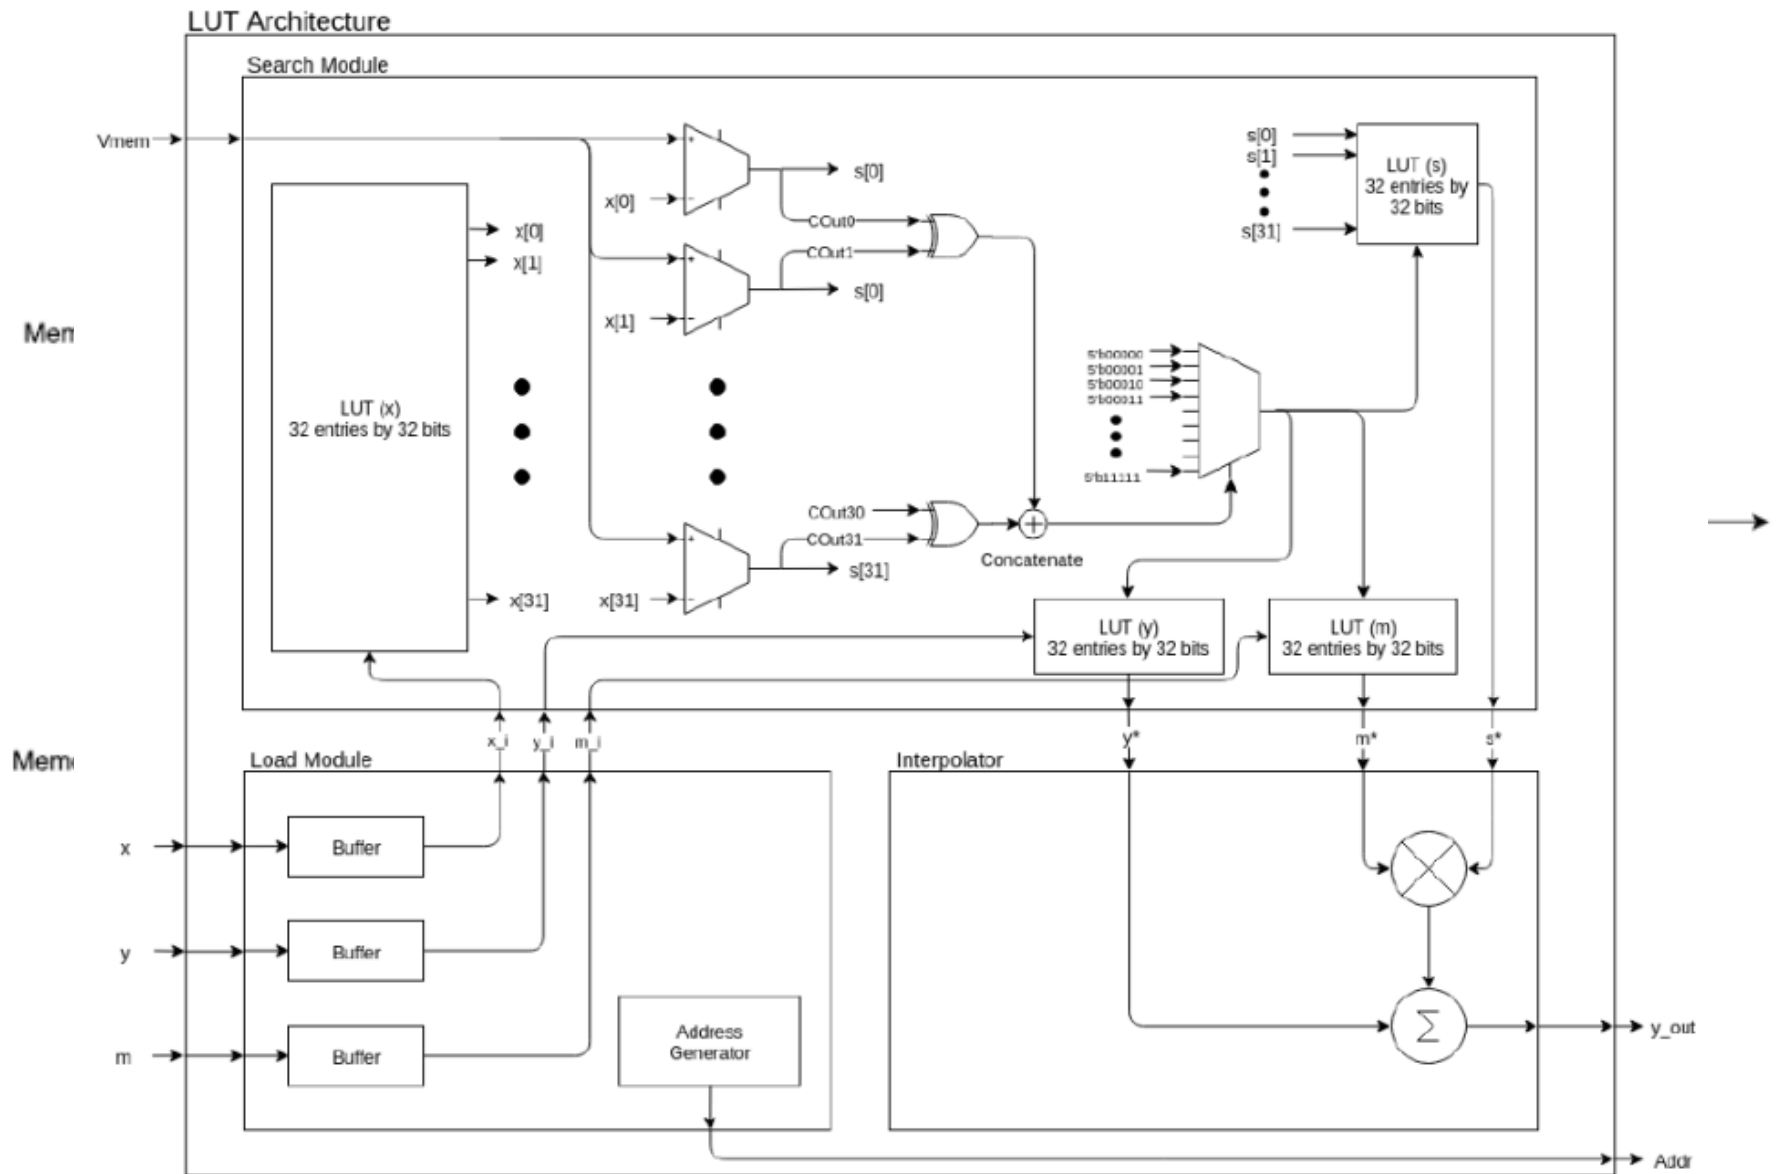 LUT Architecture
Search Module
Vmem
LUT (x)
32 entries by 32 bits
x[0]
x[1]
x[31]
x[0]
x[1]
x[31]
s[0]
COut0
COut1
s[0]
COut30
COut31
s[31]
Concatenate
+
s[0]
s[1]
s[31]
LUT (s)
32 entries by
32 bits
5'b00000
5'b00001
5'b00010
5'b00011
5'b11111
LUT (y)
32 entries by 32 bits
LUT (m)
32 entries by 32 bits
Mem
Mem
x_i
y_i
m_i
y*
m*
s*
Load Module
x
Buffer
y
Buffer
m
Buffer
Address
Generator
Interpolator
Σ
y_out
Addr